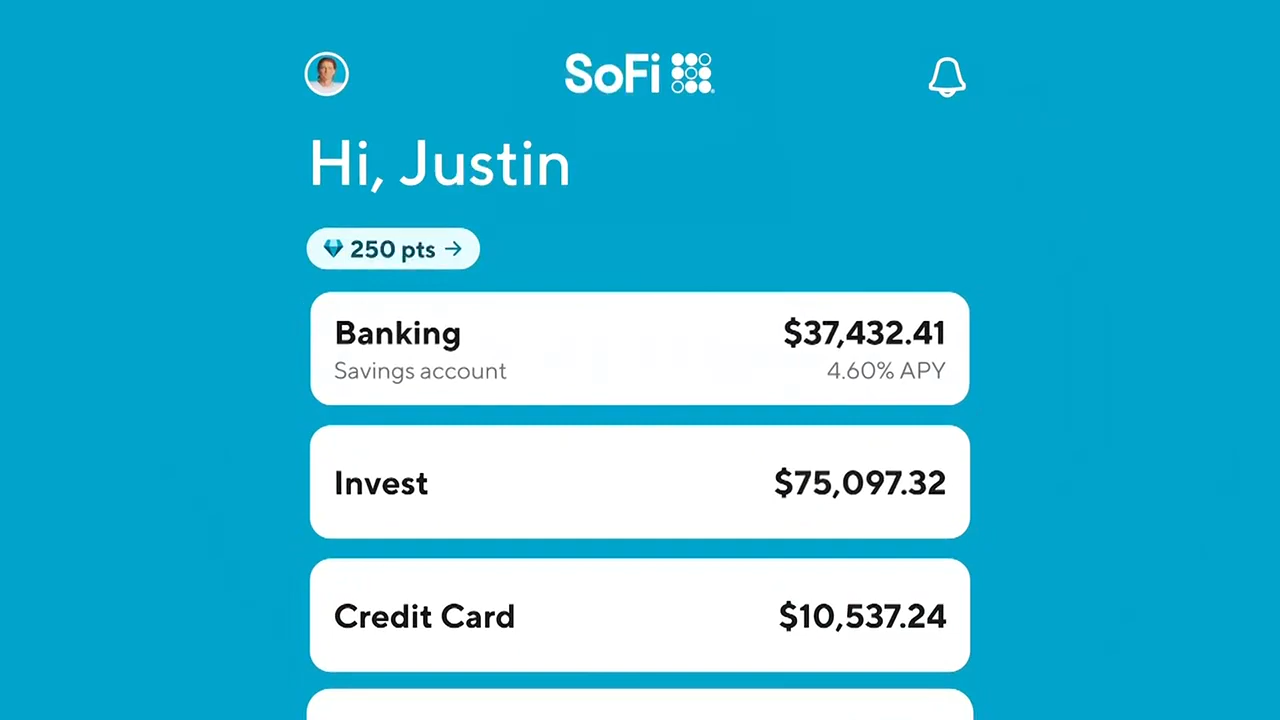 SoFi
Hi, Justin
250 pts →
Banking $37,432.41
Savings account 4.60% APY
Invest $75,097.32
Credit Card $10,537.24